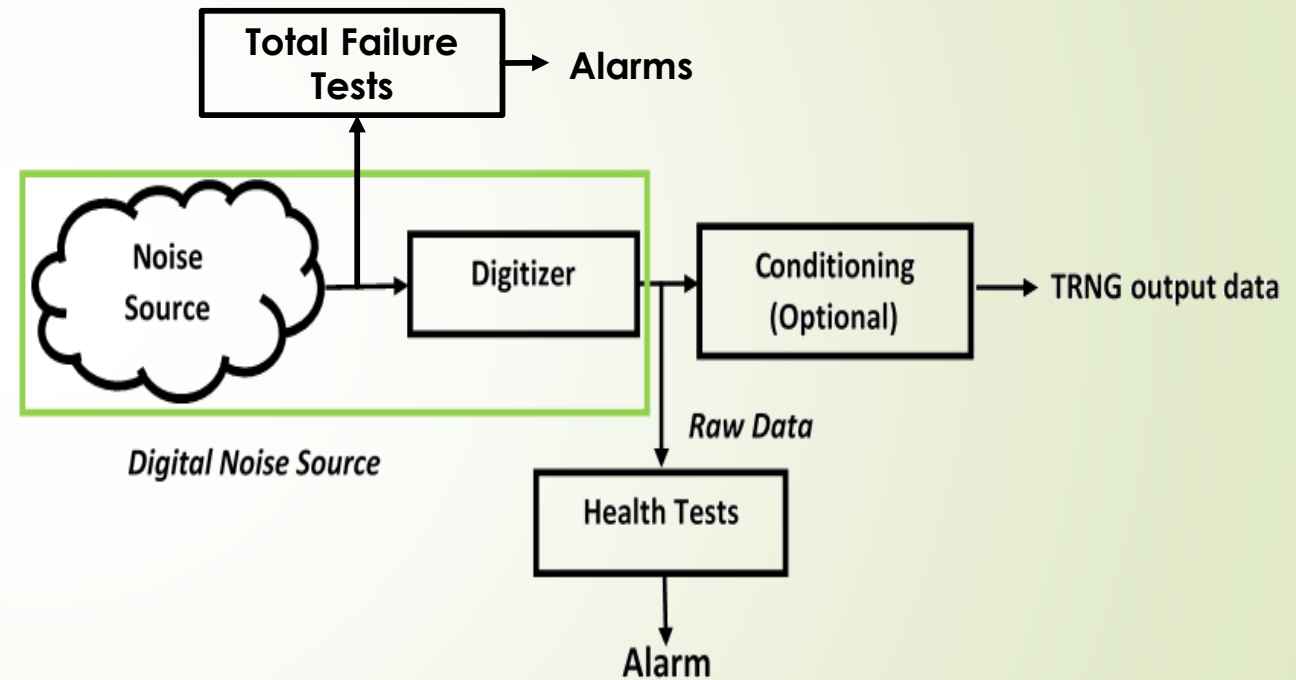 Total Failure
Tests
Alarms
Noise
Source
Digitizer
Conditioning
(Optional)
TRNG output data
Raw Data
Digital Noise Source
Health Tests
Alarm